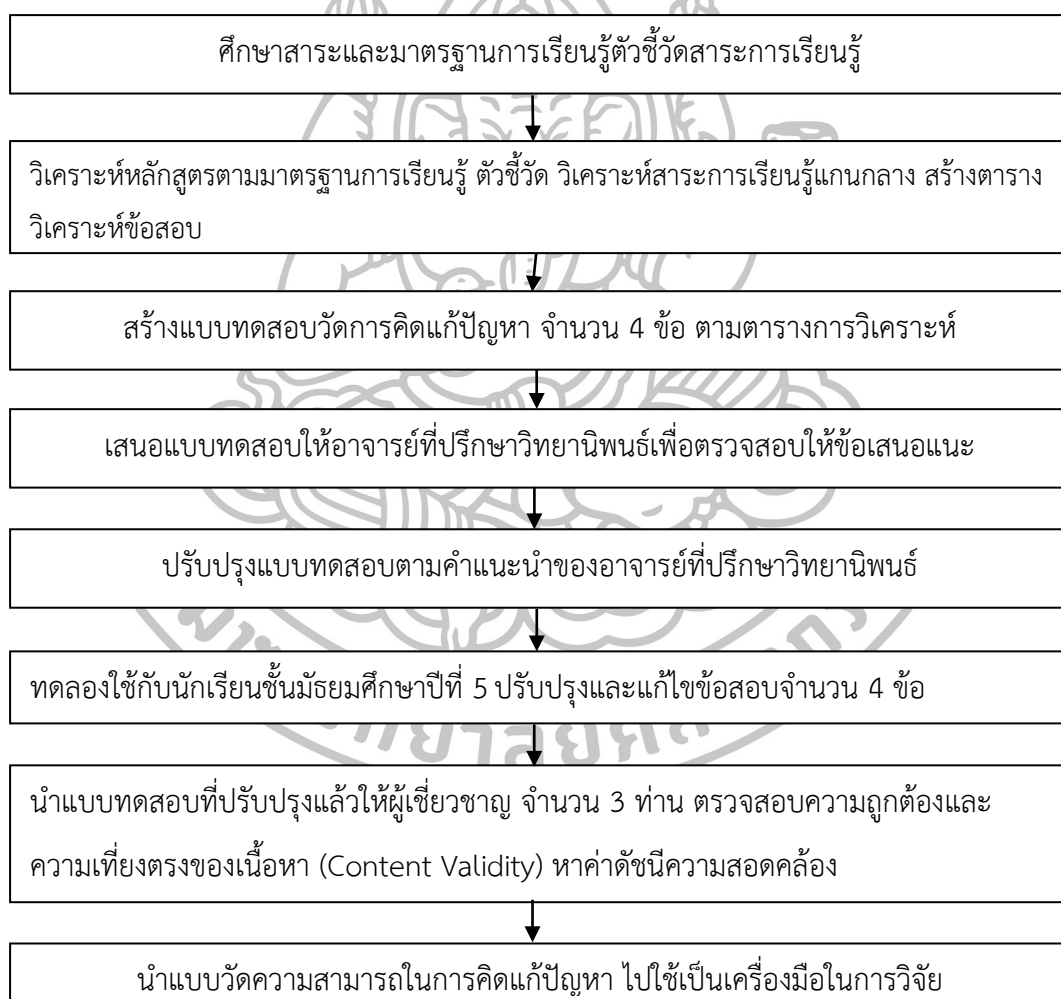 ศึกษาสาระและมาตรฐานการเรียนรู้ตัวชี้วัดสาระการเรียนรู้
วิเคราะห์หลักสูตรตามมาตรฐานการเรียนรู้ ตัวชี้วัด วิเคราะห์สาระการเรียนรู้แกนกลาง สร้างตาราง
วิเคราะห์ข้อสอบ
สร้างแบบทดสอบวัดการคิดแก้ปัญหา จำนวน 4 ข้อ ตามตารางการวิเคราะห์
เสนอแบบทดสอบให้อาจารย์ที่ปรึกษาวิทยานิพนธ์เพื่อตรวจสอบให้ข้อเสนอแนะ
ปรับปรุงแบบทดสอบตามคำแนะนำของอาจารย์ที่ปรึกษาวิทยานิพนธ์
ทดลองใช้กับนักเรียนชั้นมัธยมศึกษาปีที่ 5 ปรับปรุงและแก้ไขข้อสอบจำนวน 4 ข้อ
นำแบบทดสอบที่ปรับปรุงแล้วให้ผู้เชี่ยวชาญ จำนวน 3 ท่าน ตรวจสอบความถูกต้องและ
ความเที่ยงตรงของเนื้อหา (Content Validity) หาค่าดัชนีความสอดคล้อง
นำแบบวัดความสามารถในการคิดแก้ปัญหา ไปใช้เป็นเครื่องมือในการวิจัย